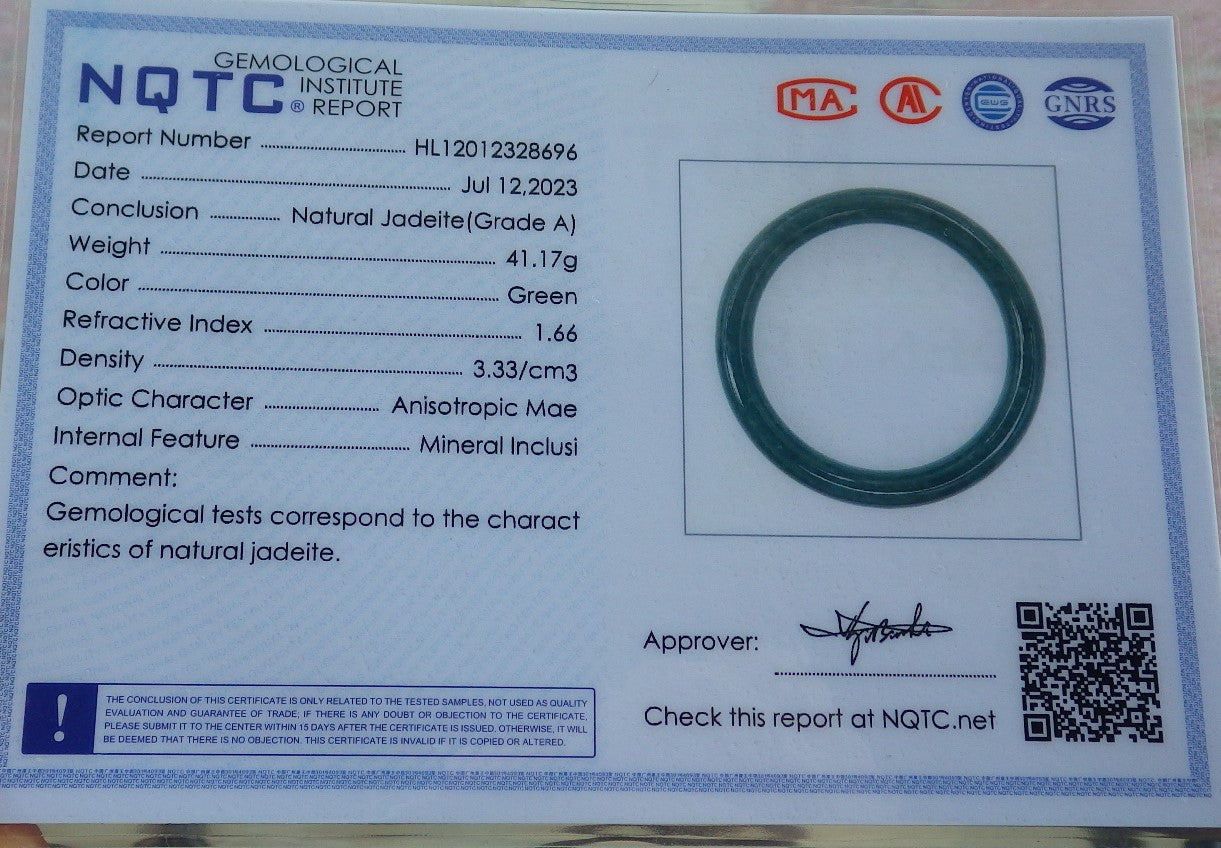 NQTC® GEMOLOGICAL
INSTITUTE
REPORT
CMA
CAL
GNRS
Report Number ........ HL12012328696
Date ........ Jul 12,2023
Conclusion ........ Natural Jadeite(Grade A)
Weight ........ 41.17g
Color ........ Green
Refractive Index ........ 1.66
Density ........ 3.33/cm3
Optic Character ........ Anisotropic Mae
Internal Feature ........ Mineral Inclusi
Comment:
Gemological tests correspond to the charact
eristics of natural jadeite.
Approver:
Check this report at NQTC.net
! THE CONCLUSION OF THIS CERTIFICATE IS ONLY RELATED TO THE TESTED SAMPLES, NOT USED AS QUALITY
EVALUATION AND GUARANTEE OF TRADE; IF THERE IS ANY DOUBT OR OBJECTION TO THE CERTIFICATE,
PLEASE SUBMIT IT TO THE CENTER WITHIN 15 DAYS AFTER THE CERTIFICATE IS ISSUED. OTHERWISE, IT WILL
BE DEEMED THAT THERE IS NO OBJECTION. THIS CERTIFICATE IS INVALID IF IT IS COPIED OR ALTERED.